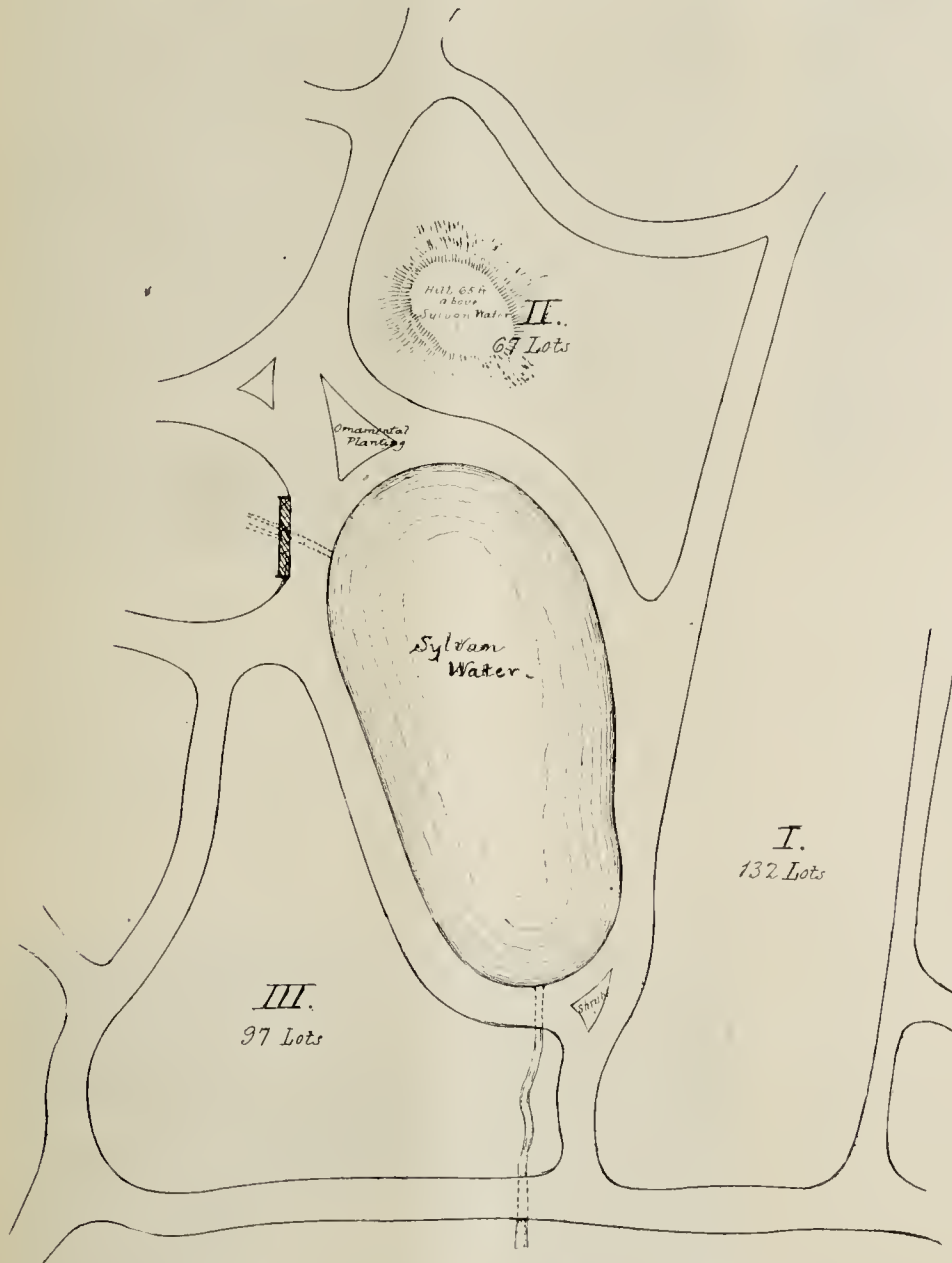 Hill 65 ft
above
Sylvan Water
II.
67 Lots
Ornamental
Planting
Sylvan
Water.
I.
132 Lots
III.
97 Lots
Shrubs